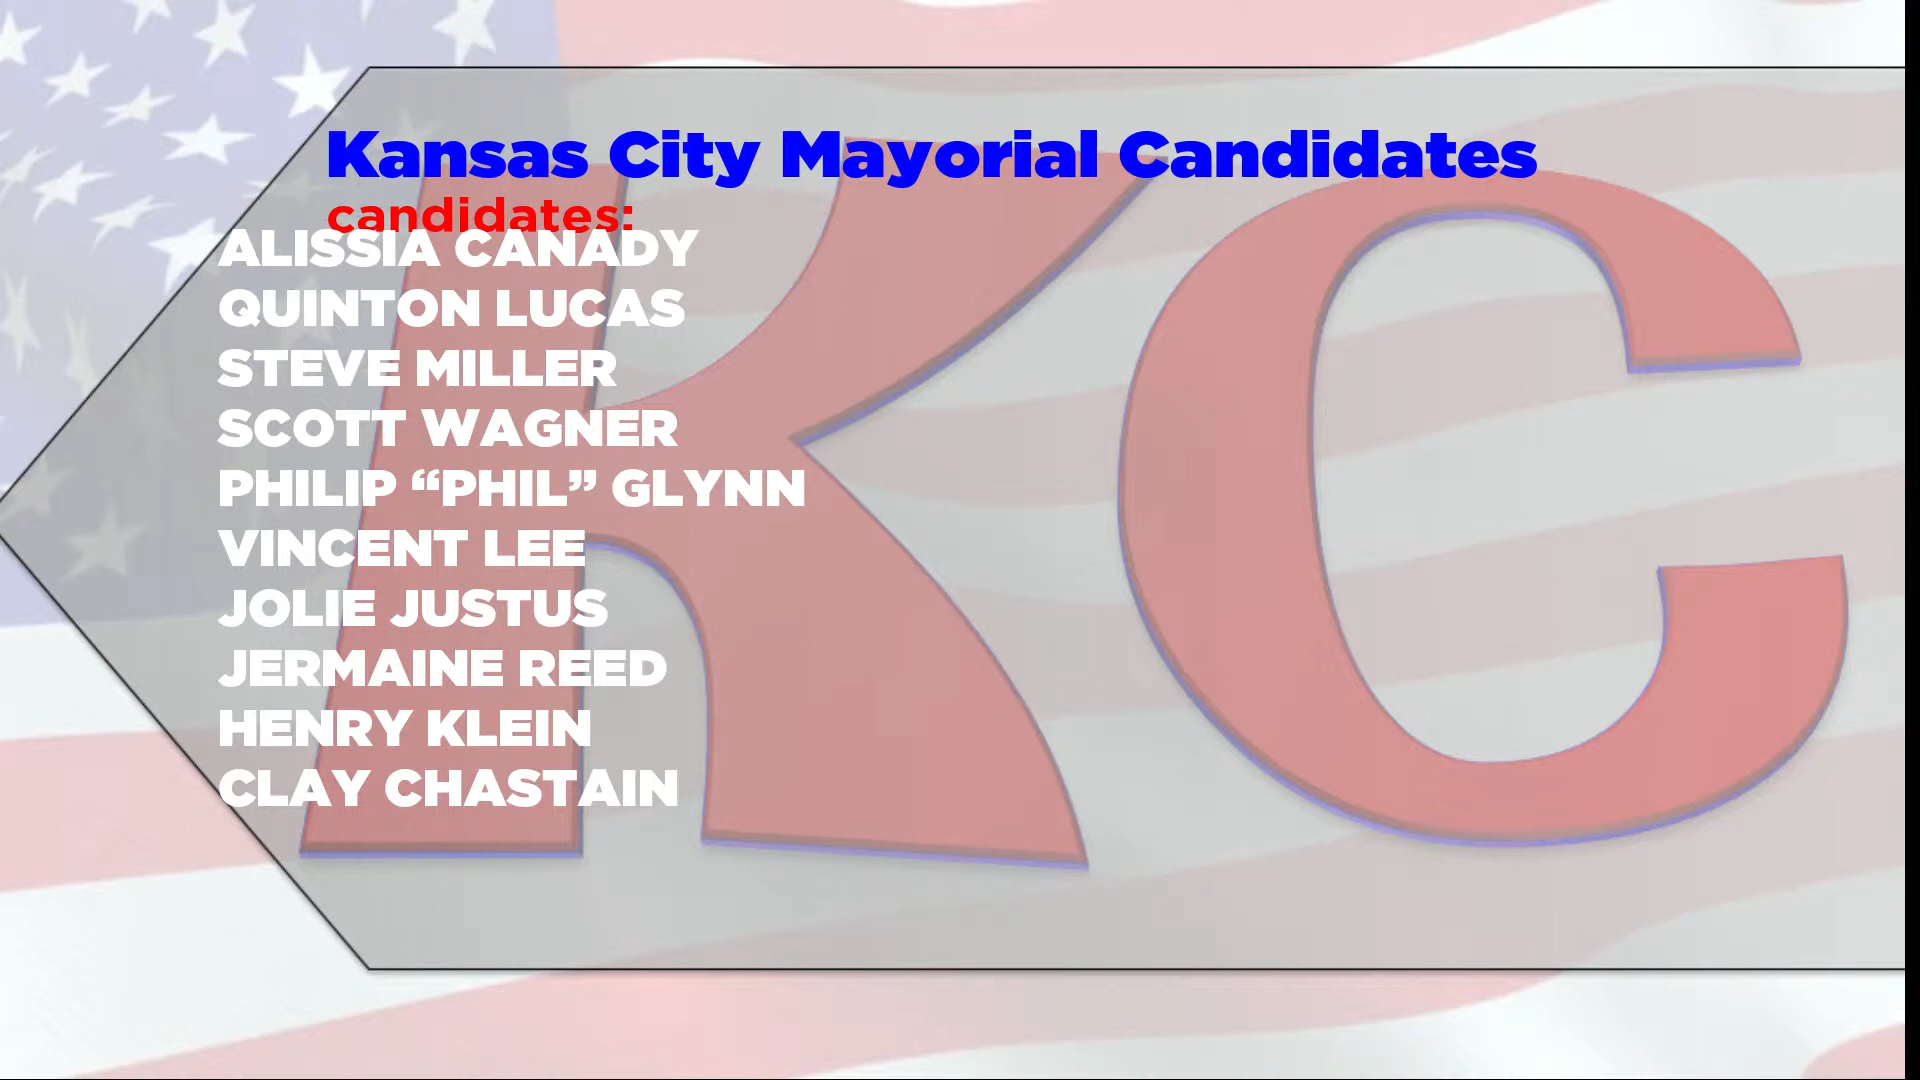 Kansas City Mayorial Candidates
candidates:
ALISSIA CANADY
QUINTON LUCAS
STEVE MILLER
SCOTT WAGNER
PHILIP “PHIL” GLYNN
VINCENT LEE
JOLIE JUSTUS
JERMAINE REED
HENRY KLEIN
CLAY CHASTAIN
KC